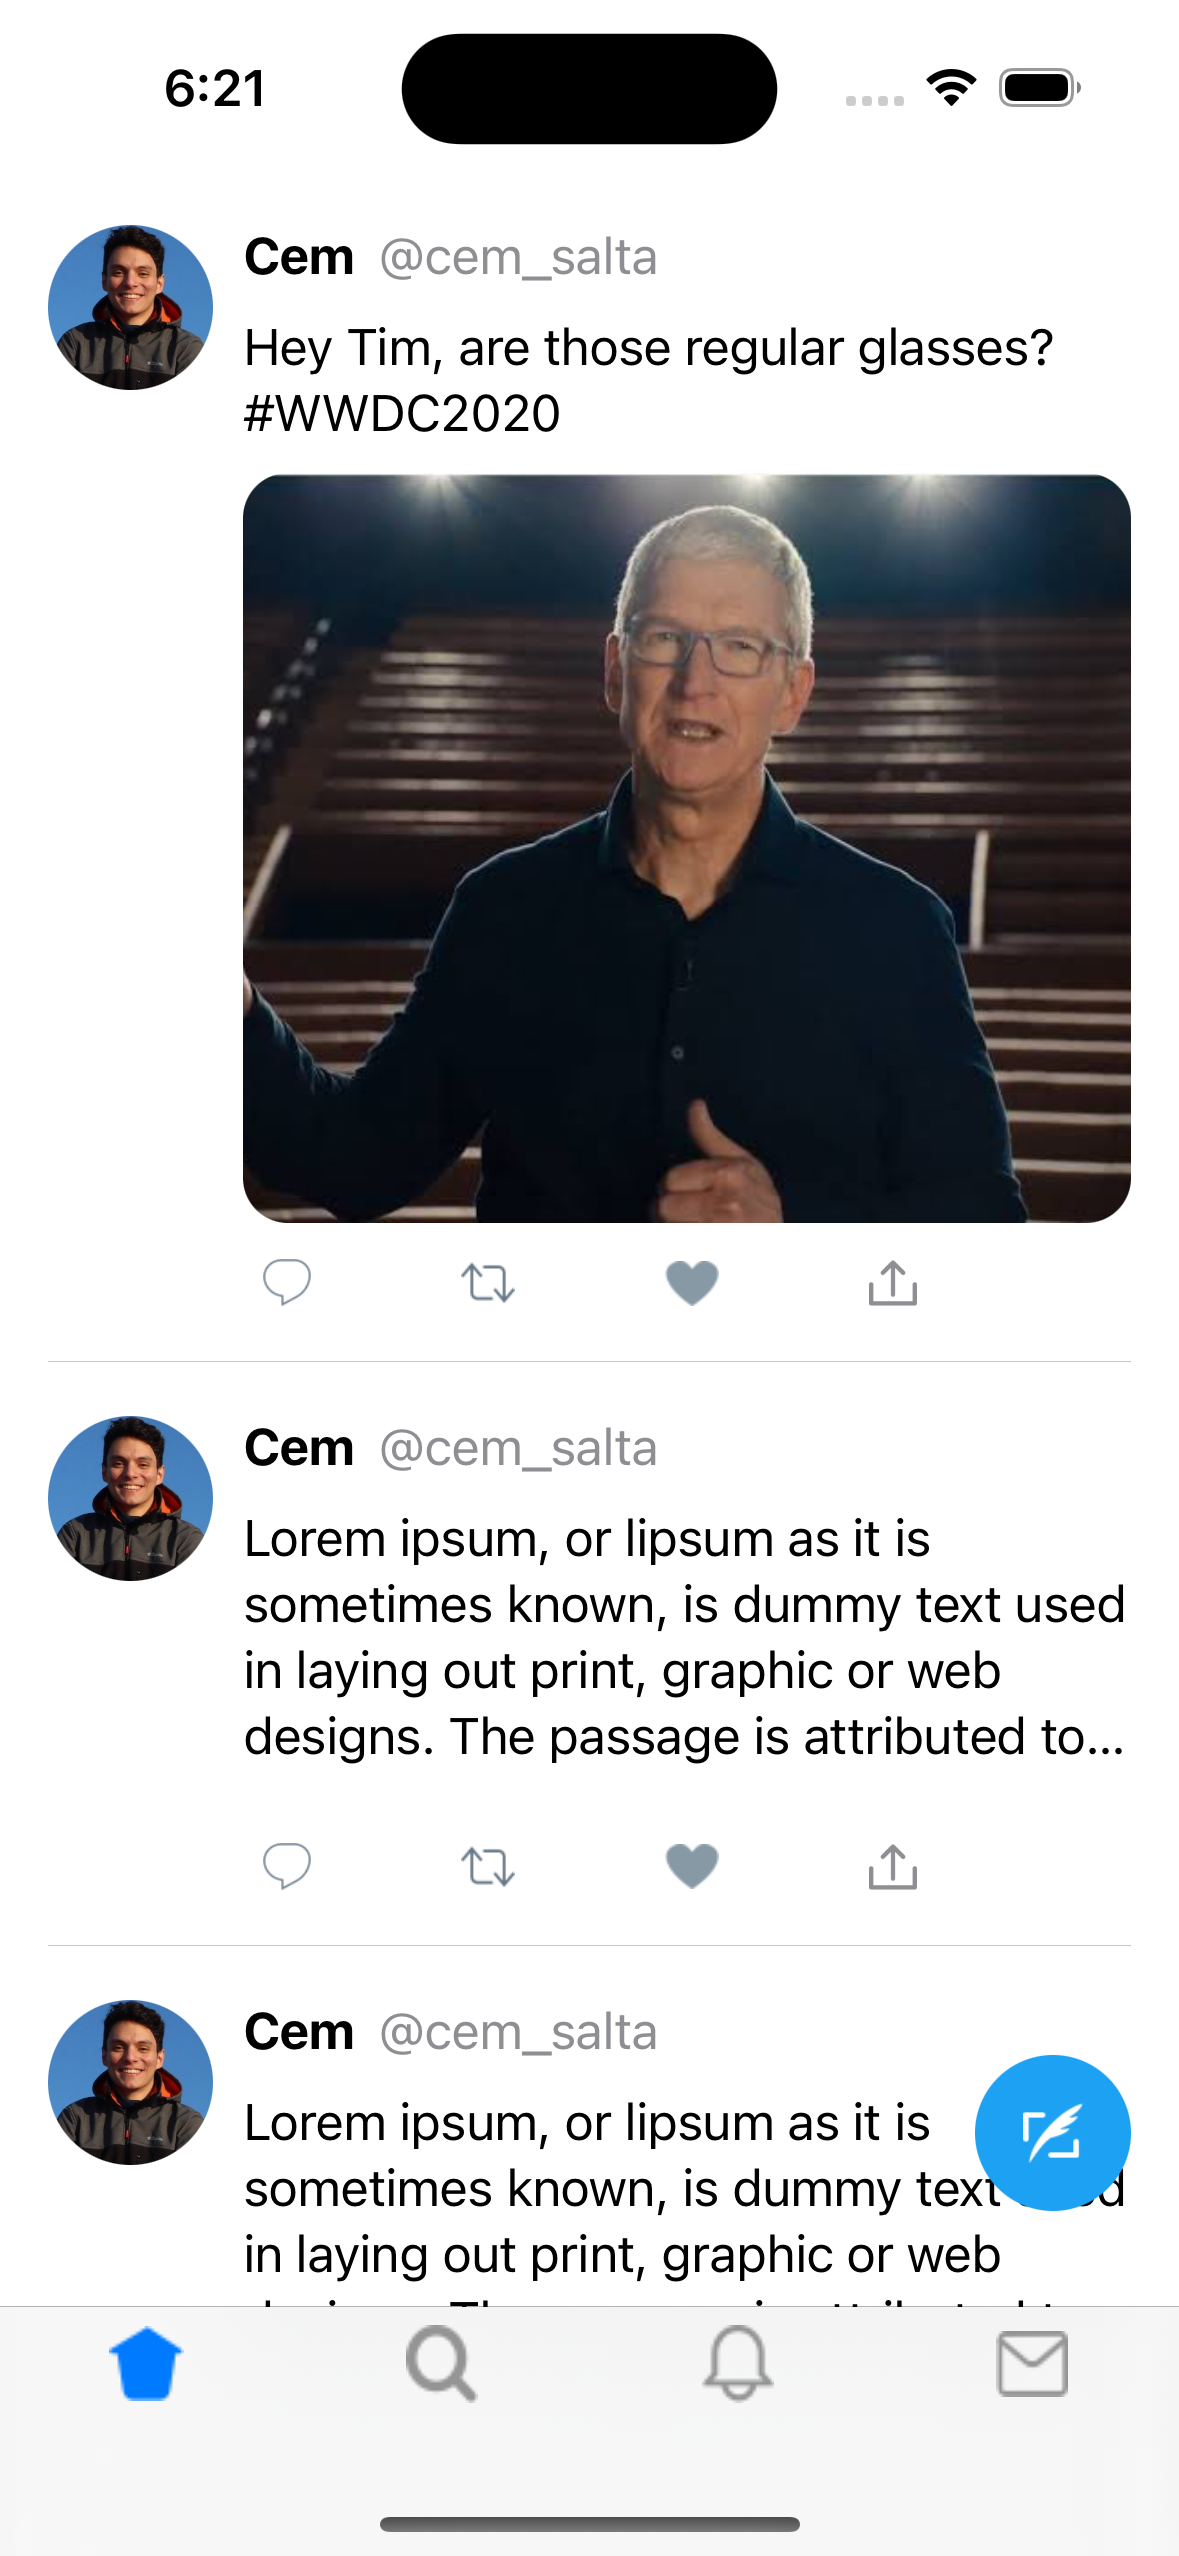 6:21
Cem @cem_salta
Hey Tim, are those regular glasses?
#WWDC2020
Cem @cem_salta
Lorem ipsum, or lipsum as it is
sometimes known, is dummy text used
in laying out print, graphic or web
designs. The passage is attributed to...
Cem @cem_salta
Lorem ipsum, or lipsum as it is
sometimes known, is dummy text
in laying out print, graphic or web